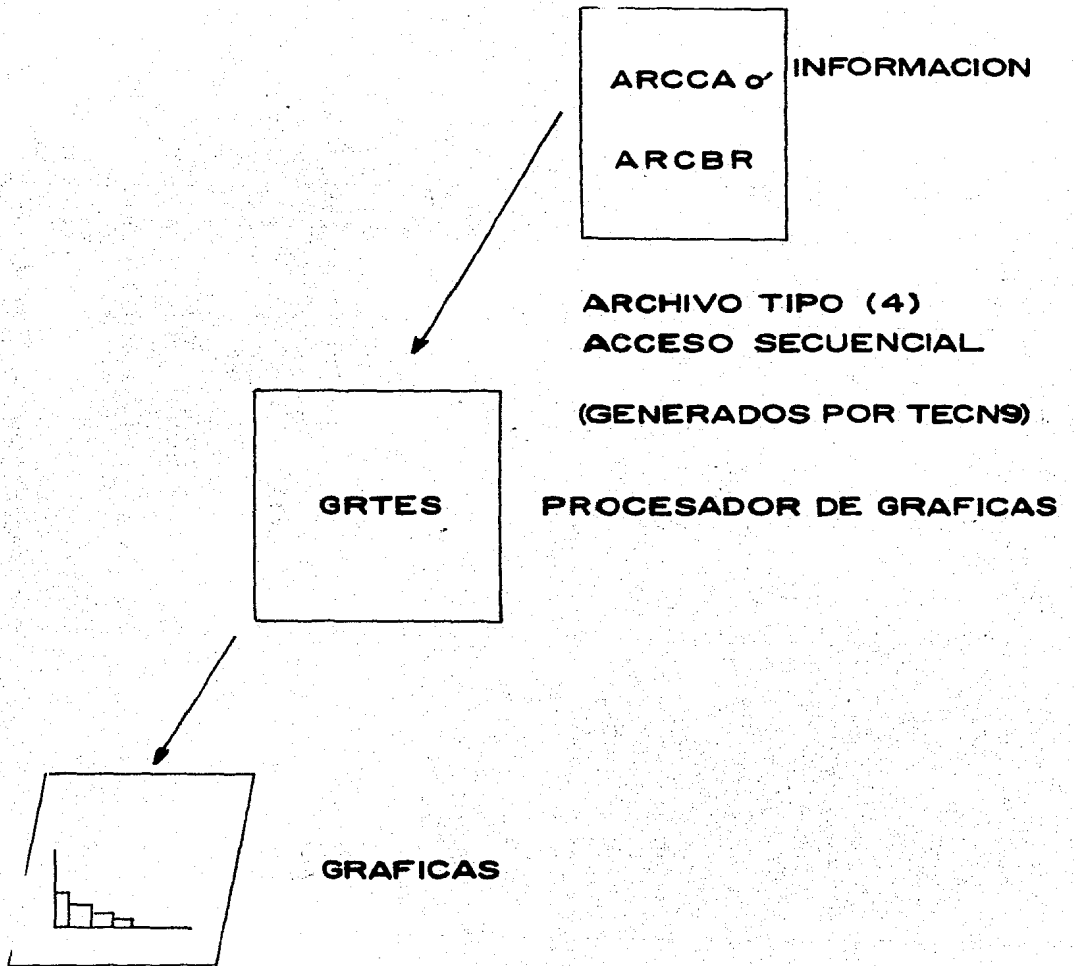 ARCCA ó
INFORMACION
ARCBR
ARCHIVO TIPO (4)
ACCESO SECUENCIAL
(GENERADOS POR TECN9)
GRTES
PROCESADOR DE GRAFICAS
GRAFICAS